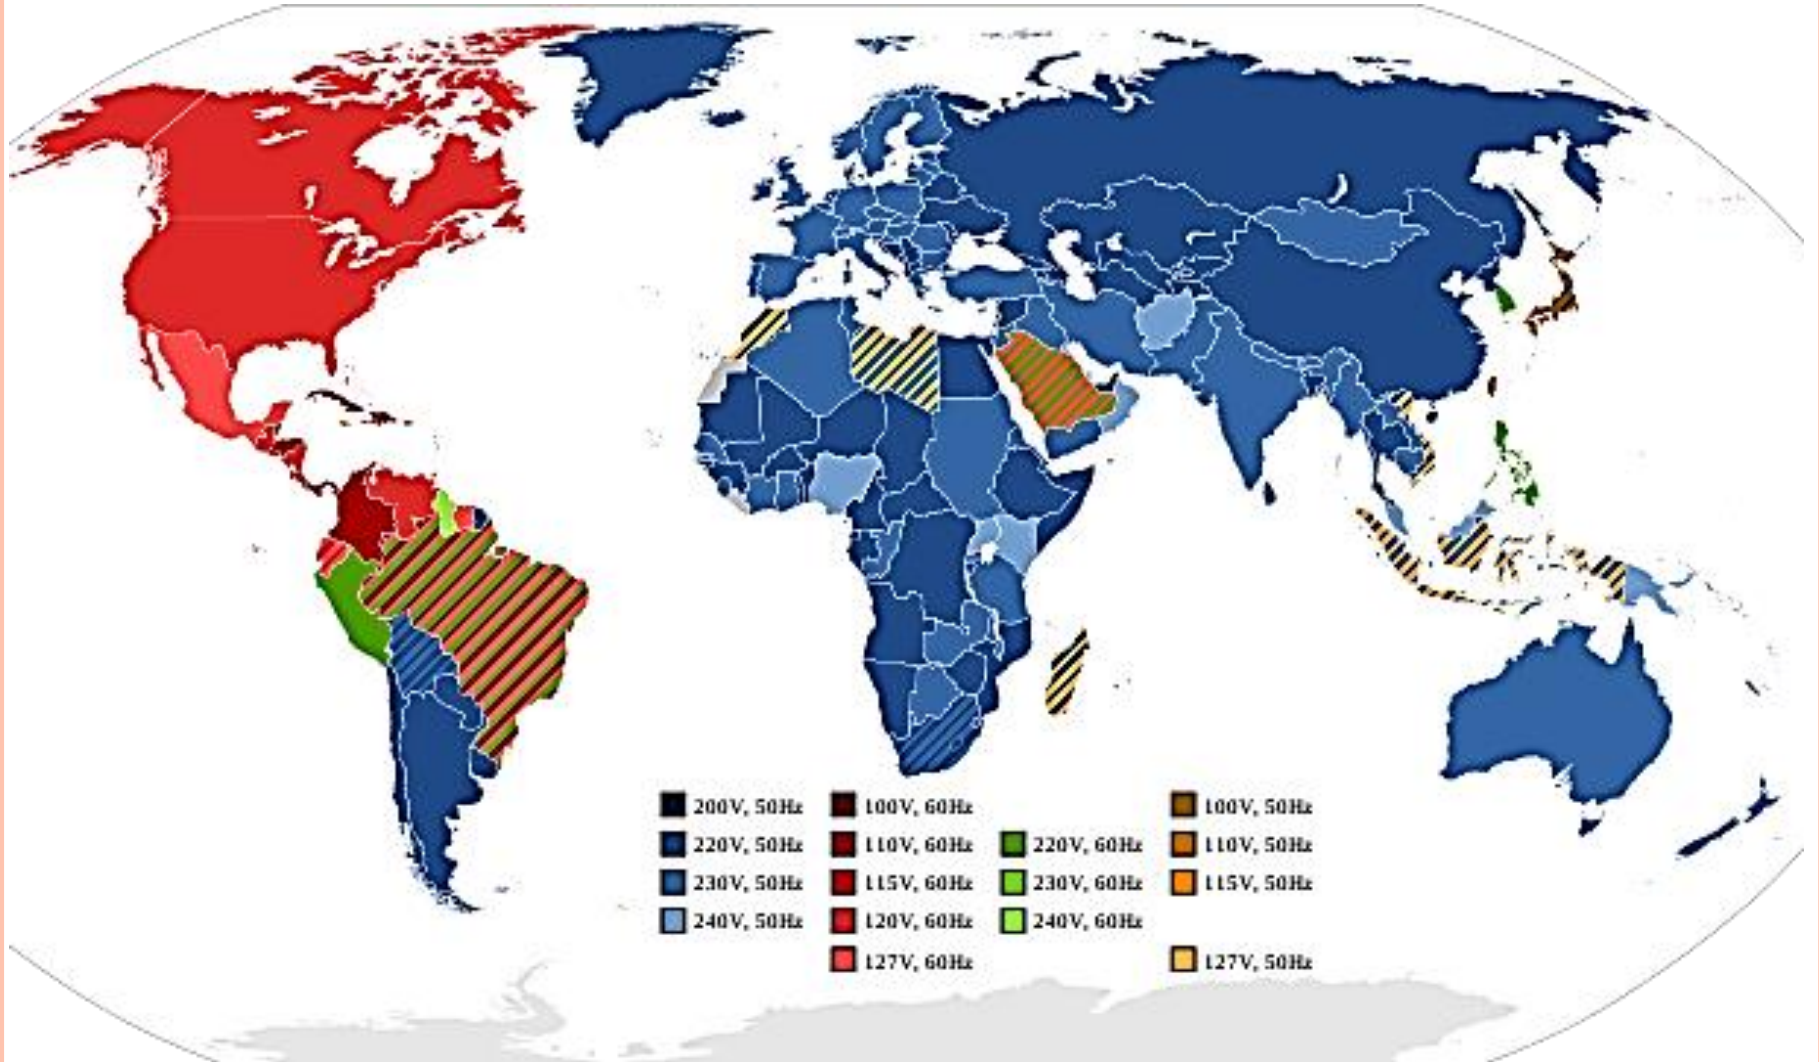 200V, 50Hz
220V, 50Hz
230V, 50Hz
240V, 50Hz
100V, 60Hz
110V, 60Hz
115V, 60Hz
120V, 60Hz
127V, 60Hz
220V, 60Hz
230V, 60Hz
240V, 60Hz
100V, 50Hz
110V, 50Hz
115V, 50Hz
127V, 50Hz